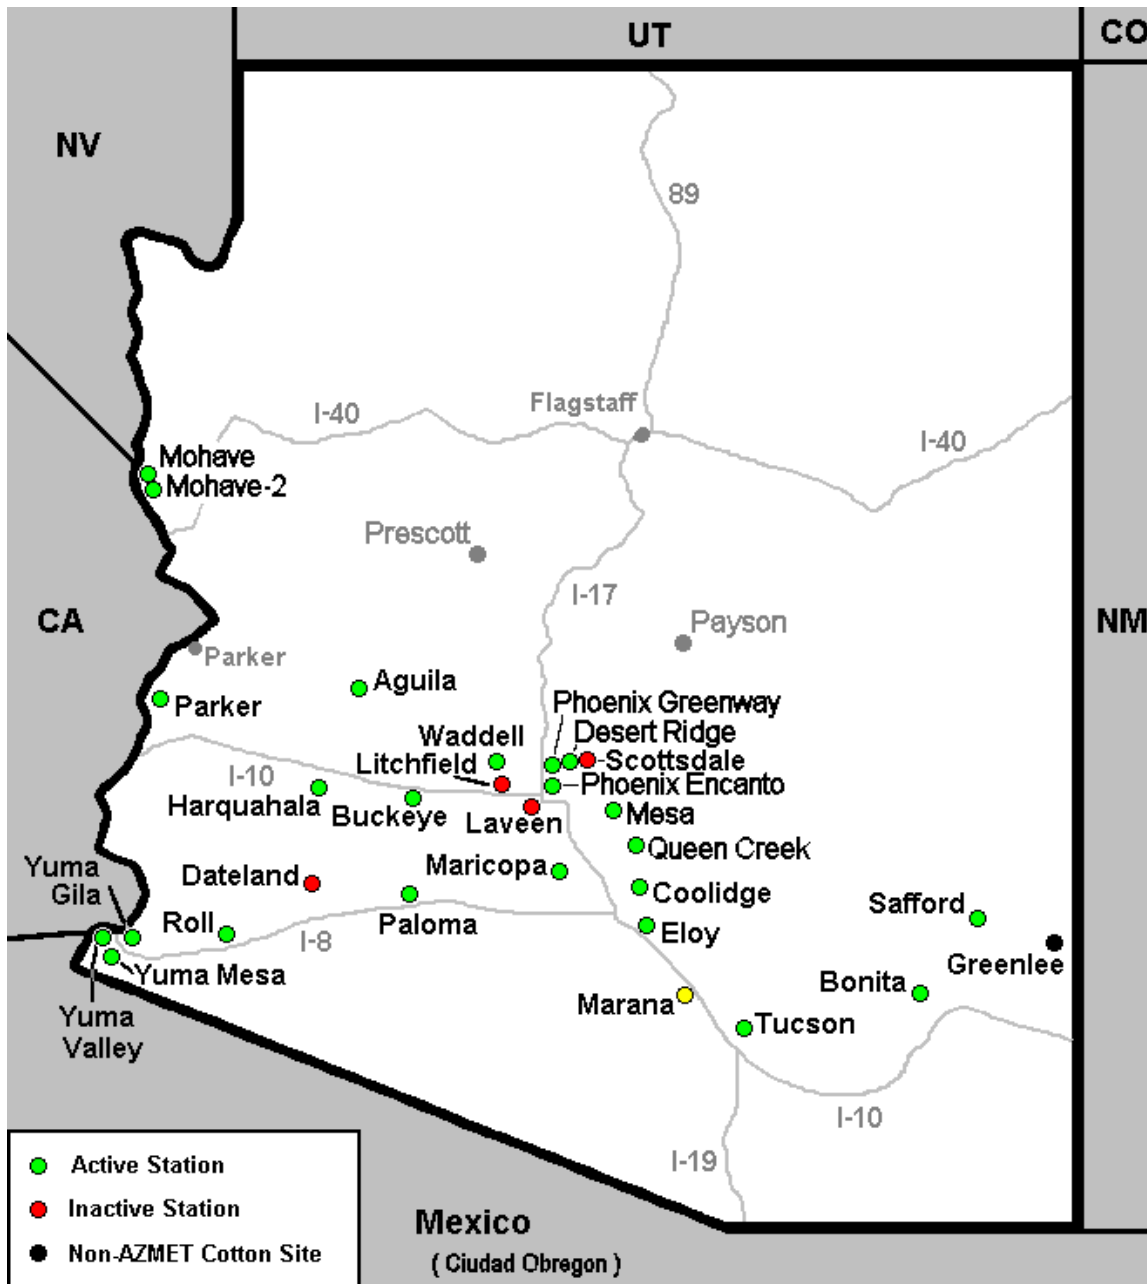 UT
CO
NV
89
Flagstaff
I-40
I-40
Mohave
Mohave-2
Prescott
I-17
CA
NM
Payson
Parker
Aguila
Parker
Phoenix Greenway
Desert Ridge
Waddell
Scottsdale
Litchfield
I-10
Phoenix Encanto
Harquahala
Buckeye
Laveen
Mesa
Queen Creek
Yuma
Gila
Dateland
Maricopa
Coolidge
Safford
Roll
Paloma
I-8
Eloy
Greenlee
Yuma Mesa
Bonita
Marana
Yuma
Valley
Tucson
I-10
I-19
Active Station
Inactive Station
Non-AZMET Cotton Site
Mexico
( Ciudad Obregon )